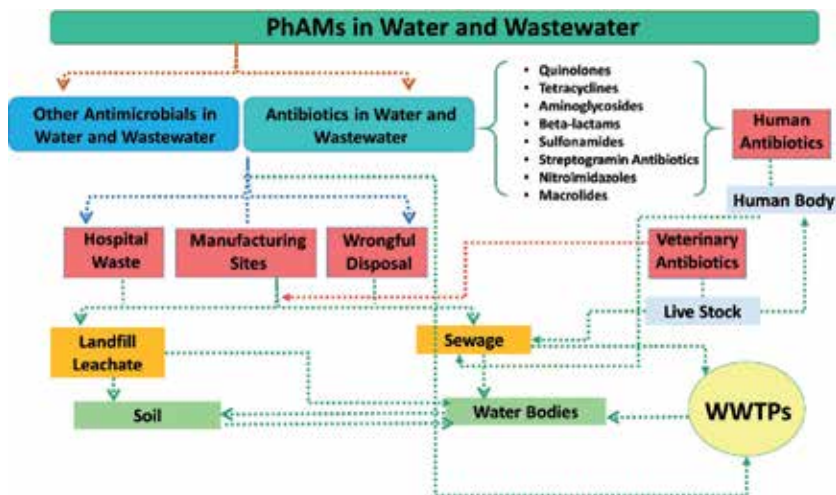 PhAMs in Water and Wastewater
Other Antimicrobials in
Water and Wastewater
Antibiotics in Water and
Wastewater
• Quinolones
• Tetracyclines
• Aminoglycosides
• Beta-lactams
• Sulfonamides
• Streptogramin Antibiotics
• Nitroimidazoles
• Macrolides
Human
Antibiotics
Human Body
Hospital
Waste
Manufacturing
Sites
Wrongful
Disposal
Veterinary
Antibiotics
Live Stock
Landfill
Leachate
Sewage
Soil
Water Bodies
WWTPs